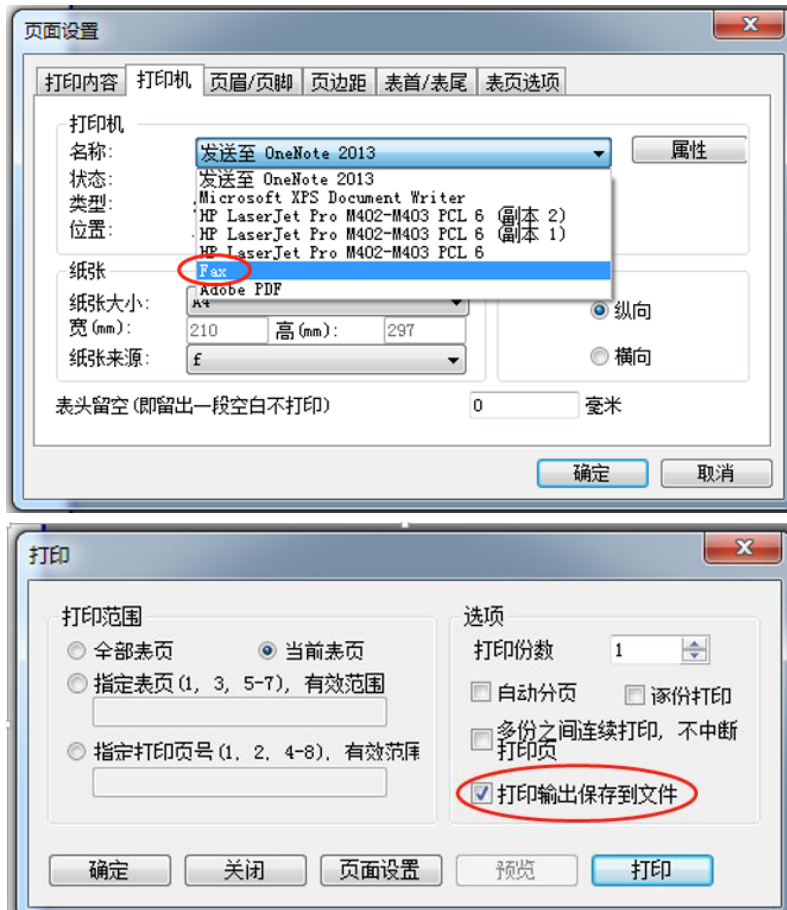 页面设置
打印内容 打印机 页眉/页脚 页边距 表首/表尾 表页选项
打印机
名称: 发送至 OneNote 2013 属性
状态: 发送至 OneNote 2013
类型: Microsoft XPS Document Writer
HP LaserJet Pro M402-M403 PCL 6 (副本 2)
位置: HP LaserJet Pro M402-M403 PCL 6 (副本 1)
HP LaserJet Pro M402-M403 PCL 6
纸张 Fax
Adobe PDF
纸张大小: A4 纵向
宽(mm): 210 高(mm): 297
纸张来源: f 横向
表头留空(即留出一段空白不打印) 0 毫米
确定 取消
打印
打印范围 选项
全部表页 当前表页 打印份数 1
指定表页(1, 3, 5-7), 有效范围 自动分页 逐份打印
多份之间连续打印, 不中断
打印页
指定打印页号(1, 2, 4-8), 有效范围
打印输出保存到文件
确定 关闭 页面设置 预览 打印